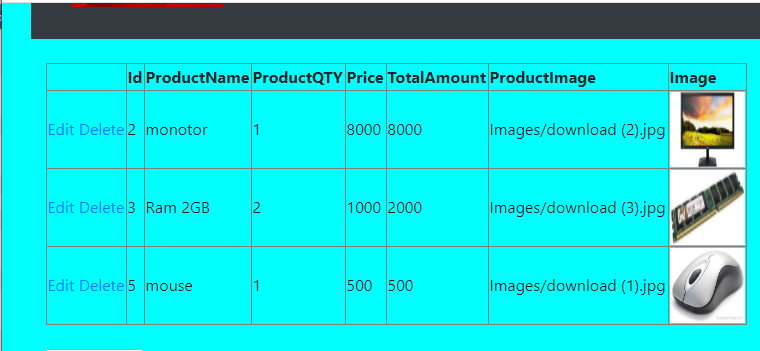 Id ProductName ProductQTY Price TotalAmount ProductImage Image
Edit Delete 2 monotor 1 8000 8000 Images/download (2).jpg
Edit Delete 3 Ram 2GB 2 1000 2000 Images/download (3).jpg
Edit Delete 5 mouse 1 500 500 Images/download (1).jpg